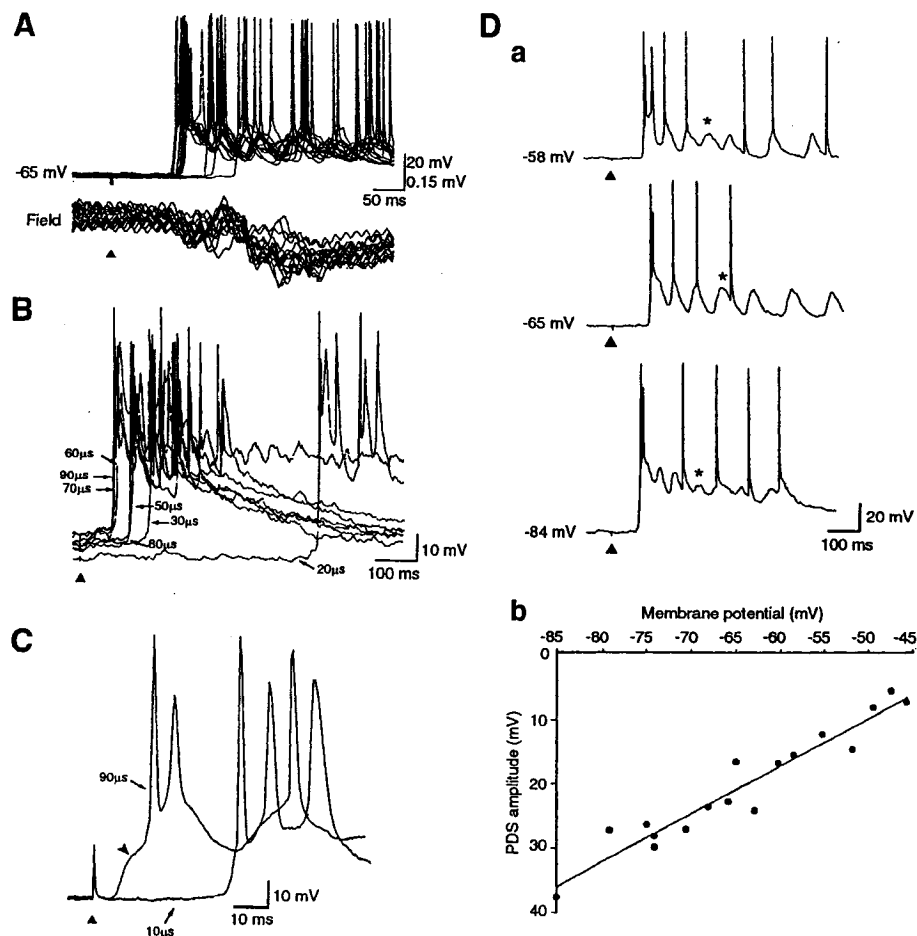 A
-65 mV
20 mV
0.15 mV
50 ms
Field
B
60µs
90µs
70µs
50µs
30µs
80µs
20µs
10 mV
100 ms
C
90µs
10µs
10 mV
10 ms
D
a
-58 mV
*
-65 mV
*
-84 mV
*
20 mV
100 ms
b
Membrane potential (mV)
-85 -80 -75 -70 -65 -60 -55 -50 -45
0
10
20
30
40
PDS amplitude (mV)